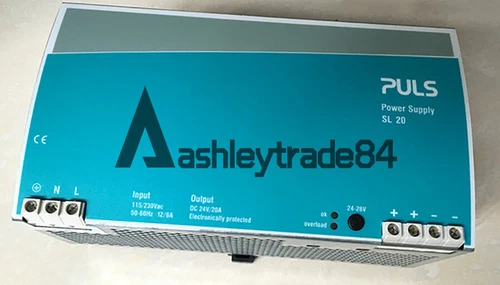 PULS
Power Supply
SL 20
CE
Aashleytrade84
N L
Input
115/230Vac
50-60Hz 12/6A
Output
DC 24V/20A
Electronically protected
ok
overload
24-28V
+ + - -